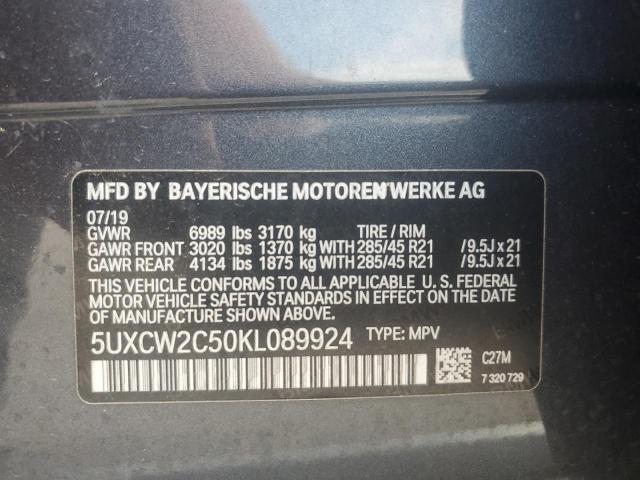 MFD BY BAYERISCHE MOTOREN WERKE AG
07/19
GVWR 6989 lbs 3170 kg TIRE / RIM
GAWR FRONT 3020 lbs 1370 kg WITH 285/45 R21 /9.5J x 21
GAWR REAR 4134 lbs 1875 kg WITH 285/45 R21 /9.5J x 21
THIS VEHICLE CONFORMS TO ALL APPLICABLE U. S. FEDERAL
MOTOR VEHICLE SAFETY STANDARDS IN EFFECT ON THE DATE
OF MANUFACTURE SHOWN ABOVE.
5UXCW2C50KL089924 TYPE: MPV
C27M
7 320 729